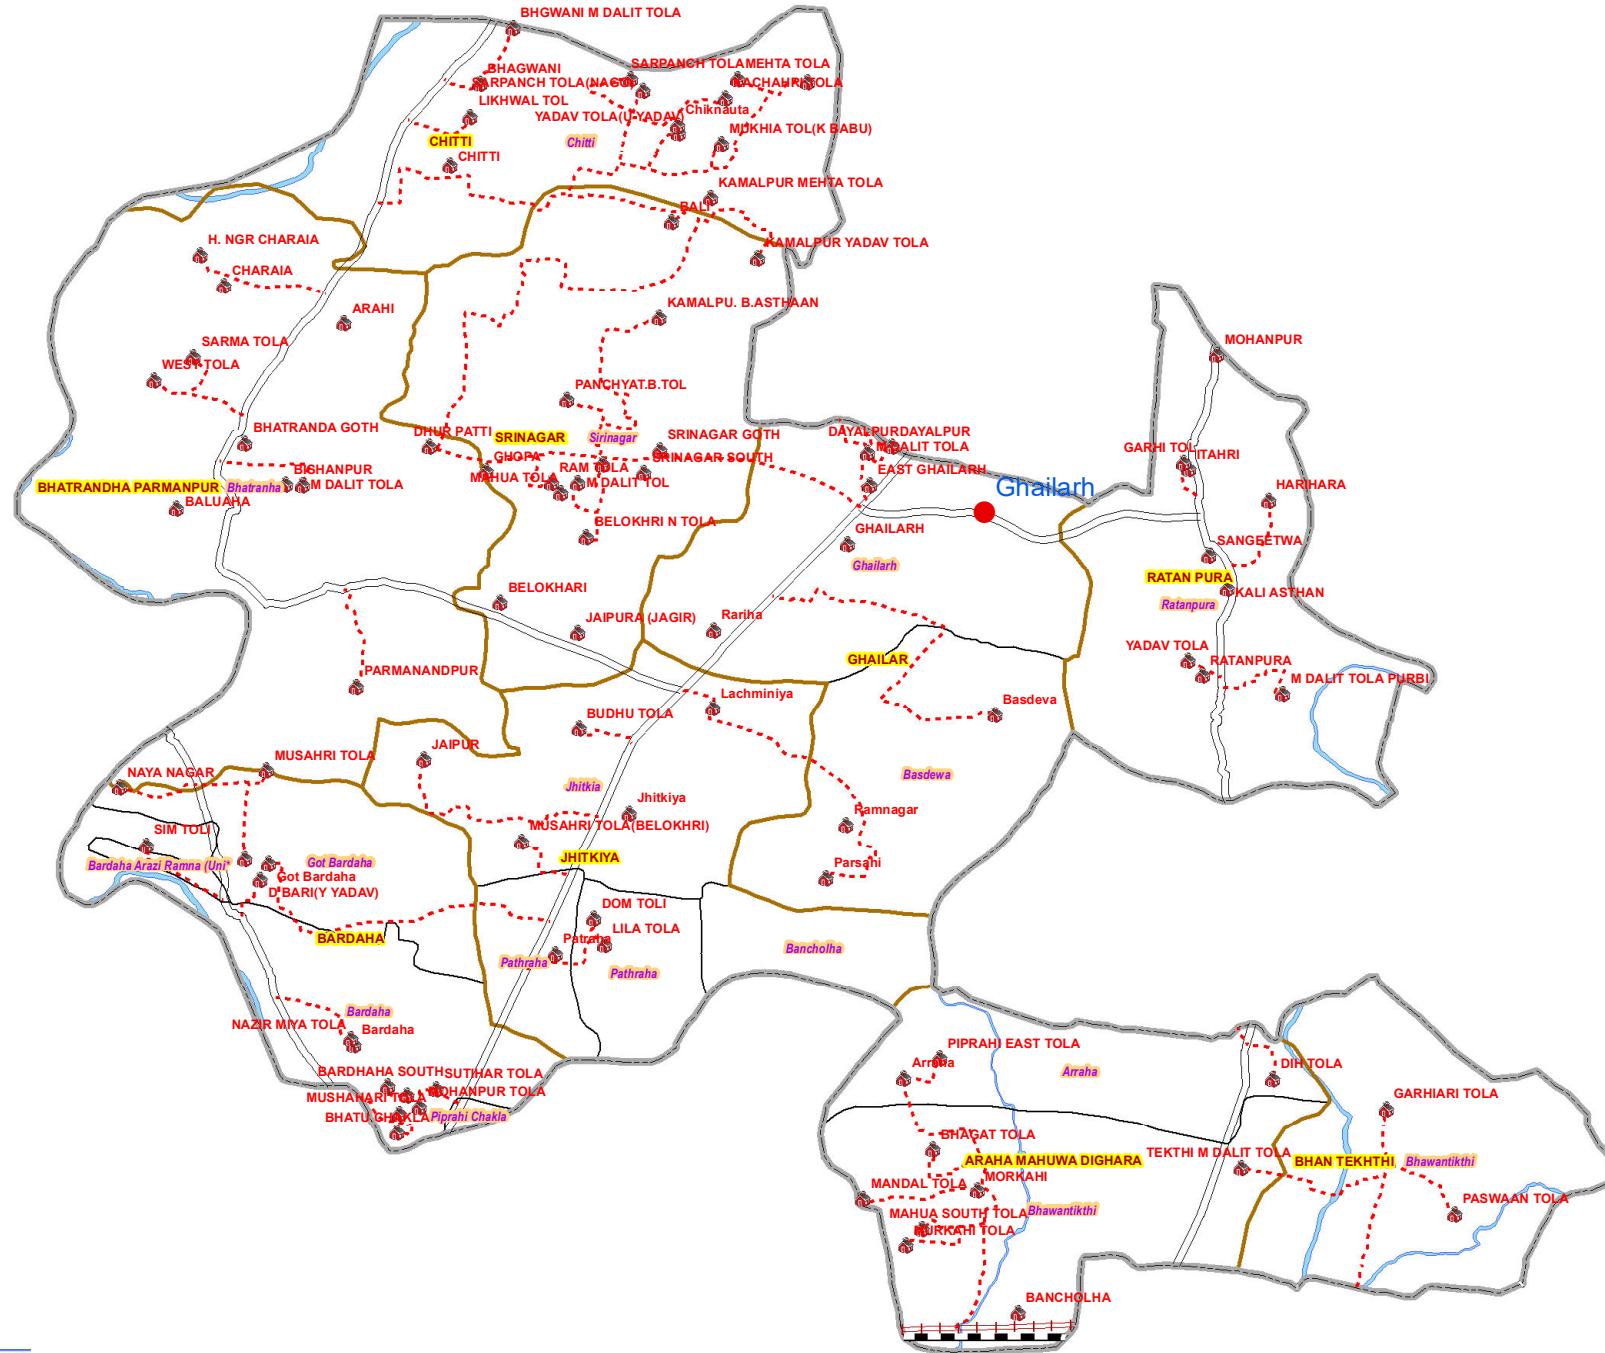 BHGWANI M DALIT TOLA
SARPANCH TOLA
MEHTA TOLA
BHAGWANI
SARPANCH TOLA(NAGO)
KACHAHRI TOLA
LIKHWAL TOL
YADAV TOLA(U YADAV)
Chiknauta
MUKHIA TOL(K BABU)
CHITTI
Chitti
CHITTI
KAMALPUR MEHTA TOLA
BALI
KAMALPUR YADAV TOLA
H. NGR CHARAIA
CHARAIA
ARAHI
KAMALPU. B.ASTHAAN
SARMA TOLA
WEST TOLA
MOHANPUR
PANCHYAT.B.TOL
BHATRANDA GOTH
DHUR PATTI
SRINAGAR
Sirinagar
SRINAGAR GOTH
DAYALPUR
DAYALPUR
M DALIT TOLA
GHOPA
RAM TOLA
SRINAGAR SOUTH
EAST GHAILARH
GARHI TOL
ITAHRI
BISHANPUR
M DALIT TOLA
MAHUA TOLA
M DALIT TOL
BHATRANDHA PARMANPUR
Bhatranha
BALUAHA
Ghailarh
HARIHARA
BELOKHRI N TOLA
GHAILARH
SANGEETWA
Ghailarh
RATAN PURA
BELOKHARI
KALI ASTHAN
Ratanpura
JAIPURA (JAGIR)
Rariha
YADAV TOLA
RATANPURA
GHAILAR
PARMANANDPUR
M DALIT TOLA PURBI
Lachminiya
Basdeva
BUDHU TOLA
JAIPUR
MUSAHRI TOLA
NAYA NAGAR
Basdewa
Jhitkia
Jhitkiya
Ramnagar
MUSAHRI TOLA(BELOKHRI)
SIM TOLI
JHITKIYA
Bardaha Arazi Ramna (Uni*
Got Bardaha
Parsahi
Got Bardaha
D BARI(Y YADAV)
DOM TOLI
LILA TOLA
BARDAHA
Patraha
Bancholha
Pathraha
Pathraha
Bardaha
NAZIR MIYA TOLA
Bardaha
PIPRAHI EAST TOLA
Arraha
Arraha
DIH TOLA
BARDHAHA SOUTH
SUTIHAR TOLA
MUSHAHARI TOLA
MOHANPUR TOLA
BHATU CHAKLA
Piprahi Chakla
GARHIARI TOLA
BHAGAT TOLA
TEKTHI M DALIT TOLA
ARAHA MAHUWA DIGHARA
BHAN TEKHTHI
Bhawantikthi
MANDAL TOLA
MORKAHI
PASWAAN TOLA
MAHUA SOUTH TOLA
Bhawantikthi
MURKAHI TOLA
BANCHOLHA